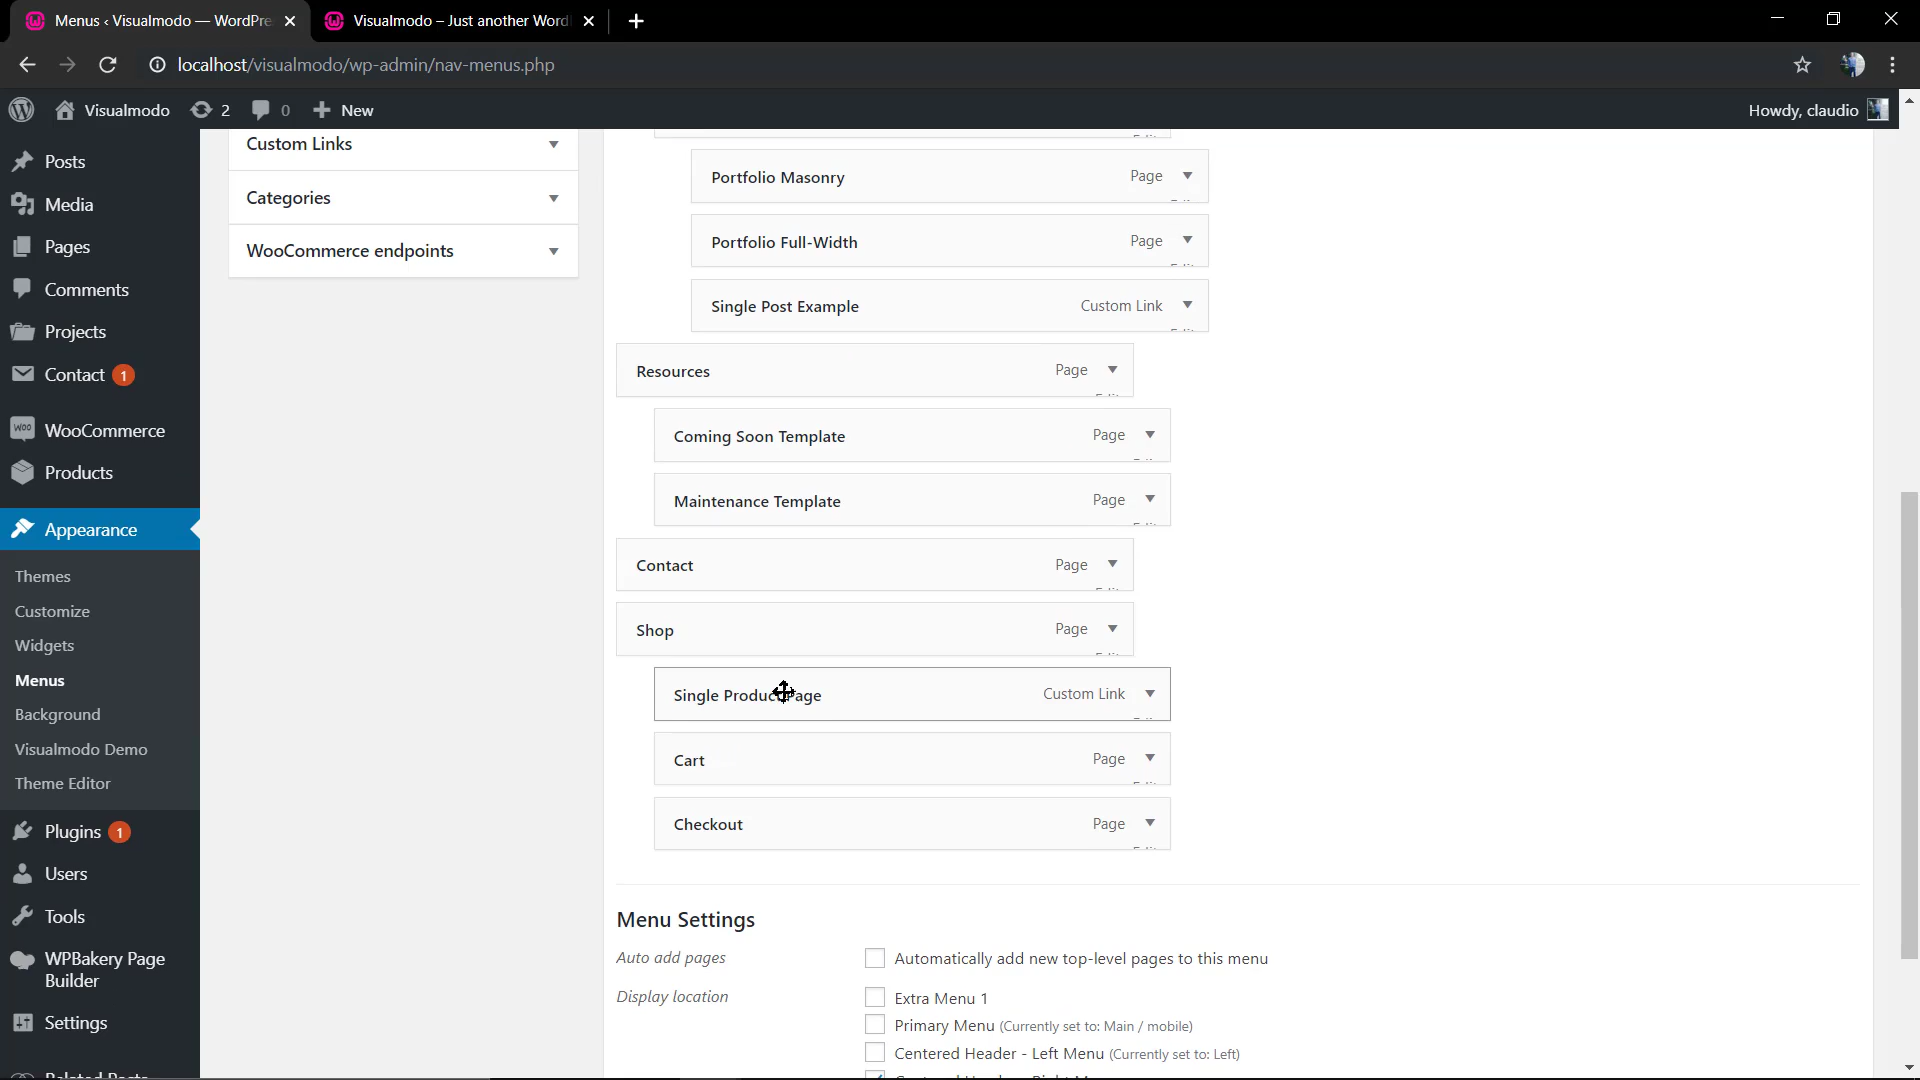 Menus ‹ Visualmodo — WordPre
Visualmodo – Just another Word
localhost/visualmodo/wp-admin/nav-menus.php
Visualmodo 2 0 New
Howdy, claudio
Posts
Media
Pages
Comments
Projects
Contact 1
WooCommerce
Products
Appearance
Themes
Customize
Widgets
Menus
Background
Visualmodo Demo
Theme Editor
Plugins 1
Users
Tools
WPBakery Page
Builder
Settings
Related Posts
Custom Links
Categories
WooCommerce endpoints
Portfolio Masonry Page
Portfolio Full-Width Page
Single Post Example Custom Link
Resources Page
Coming Soon Template Page
Maintenance Template Page
Contact Page
Shop Page
Single Product Page Custom Link
Cart Page
Checkout Page
Menu Settings
Auto add pages Automatically add new top-level pages to this menu
Display location Extra Menu 1
Primary Menu (Currently set to: Main / mobile)
Centered Header - Left Menu (Currently set to: Left)